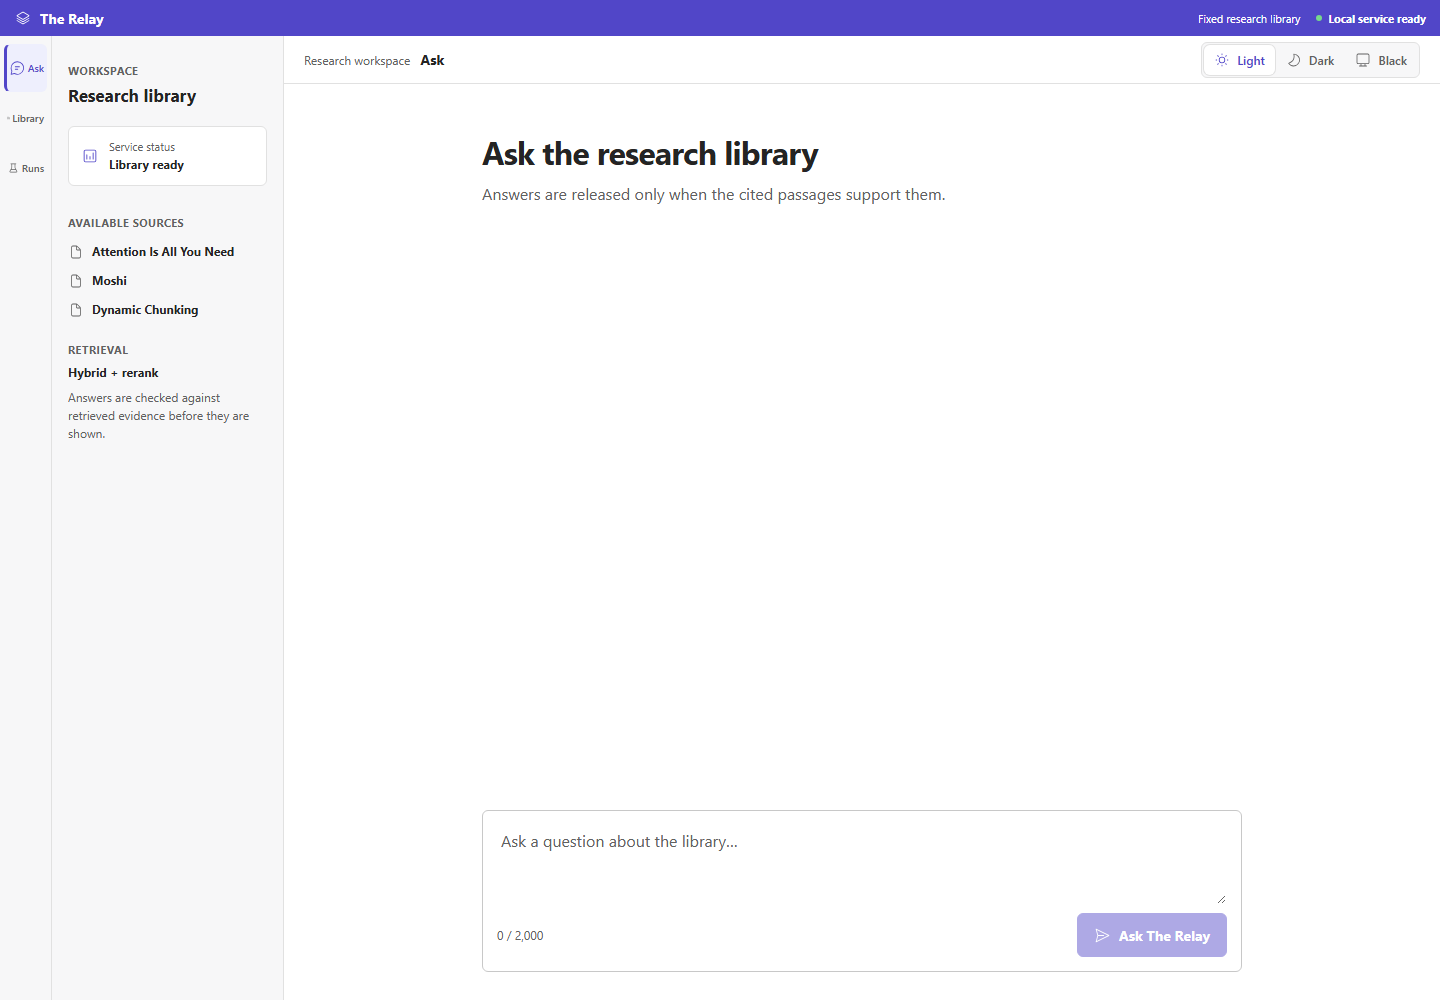 The Relay
Fixed research library
Local service ready
Ask
Library
Runs
WORKSPACE
Research library
Service status
Library ready
AVAILABLE SOURCES
Attention Is All You Need
Moshi
Dynamic Chunking
RETRIEVAL
Hybrid + rerank
Answers are checked against
retrieved evidence before they are
shown.
Research workspace Ask
Light
Dark
Black
Ask the research library
Answers are released only when the cited passages support them.
Ask a question about the library...
0 / 2,000
Ask The Relay